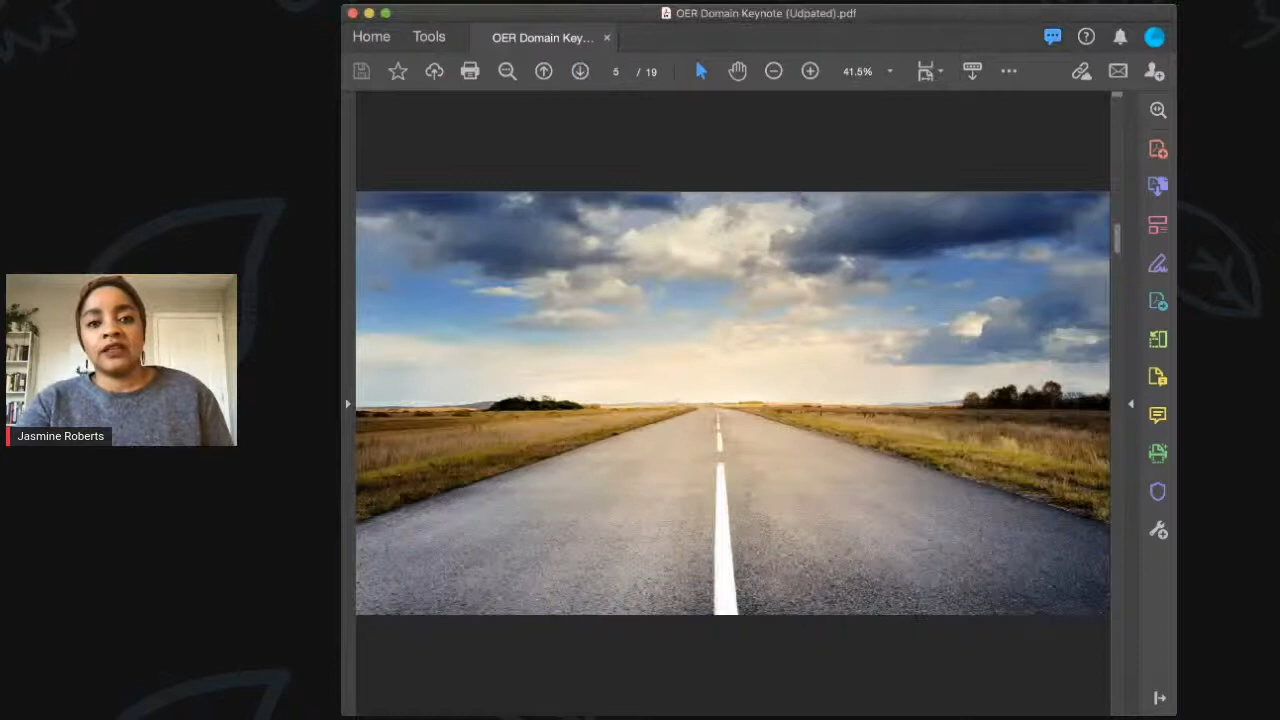 OER Domain Keynote (Udpated).pdf
Home
Tools
OER Domain Key...
5 / 19
41.5%
Jasmine Roberts